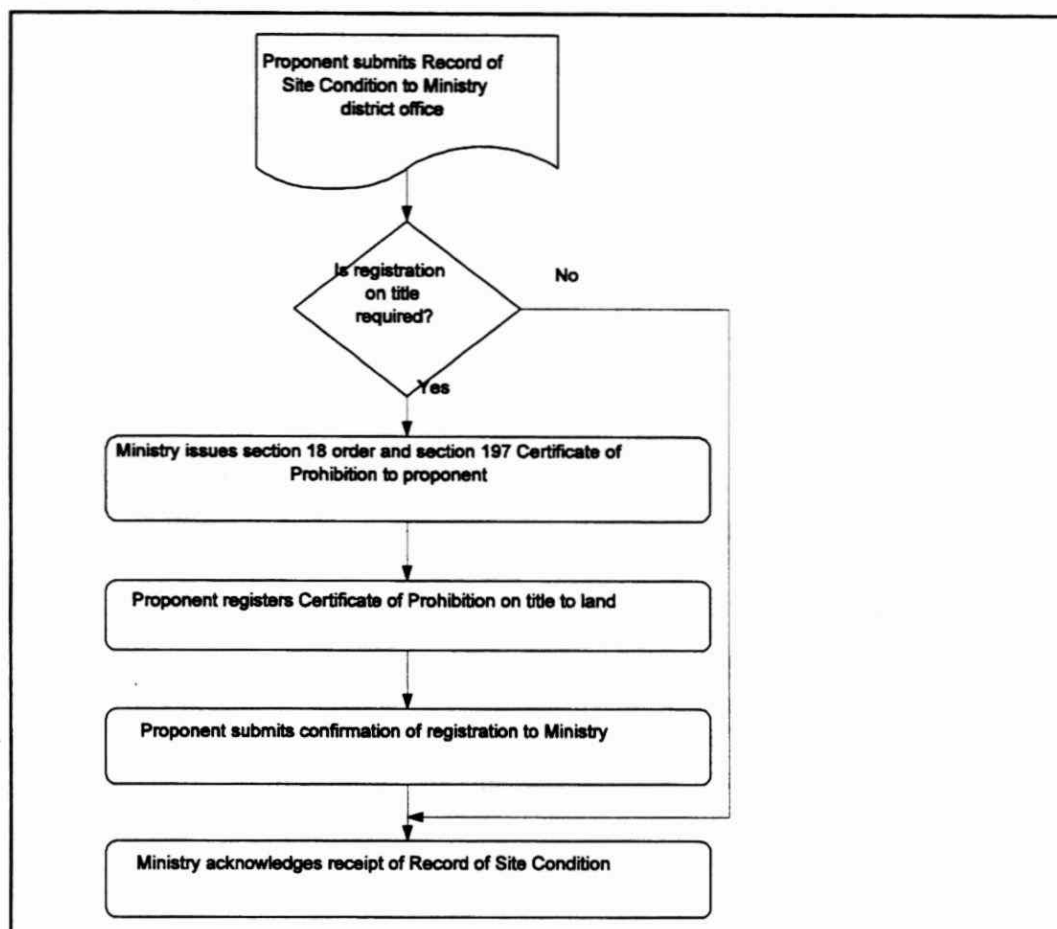 Proponent submits Record of
Site Condition to Ministry
district office
Is registration
on title
required?
No
Yes
Ministry issues section 18 order and section 197 Certificate of
Prohibition to proponent
Proponent registers Certificate of Prohibition on title to land
Proponent submits confirmation of registration to Ministry
Ministry acknowledges receipt of Record of Site Condition